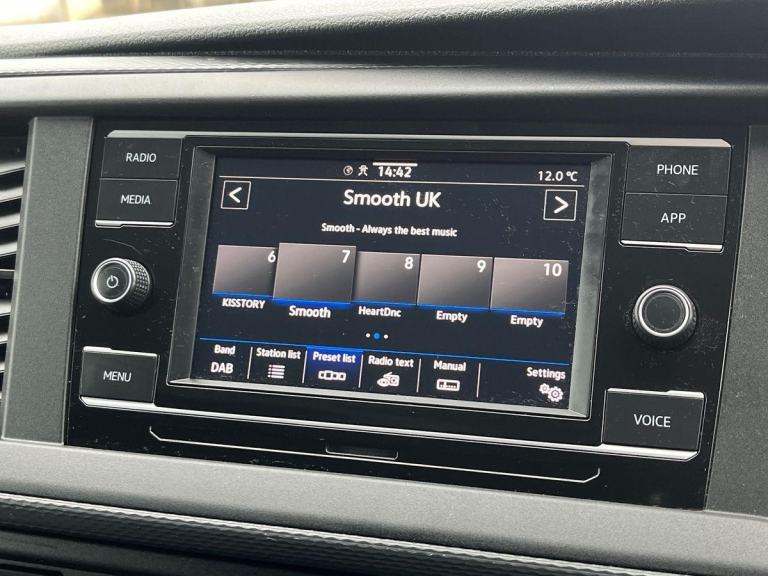 RADIO
MEDIA
MENU
14:42
12.0 °C
< Smooth UK >
Smooth - Always the best music
6 7 8 9 10
KISSTORY Smooth HeartDnc Empty Empty
Band Station list Preset list Radio text Manual Settings
DAB
PHONE
APP
VOICE